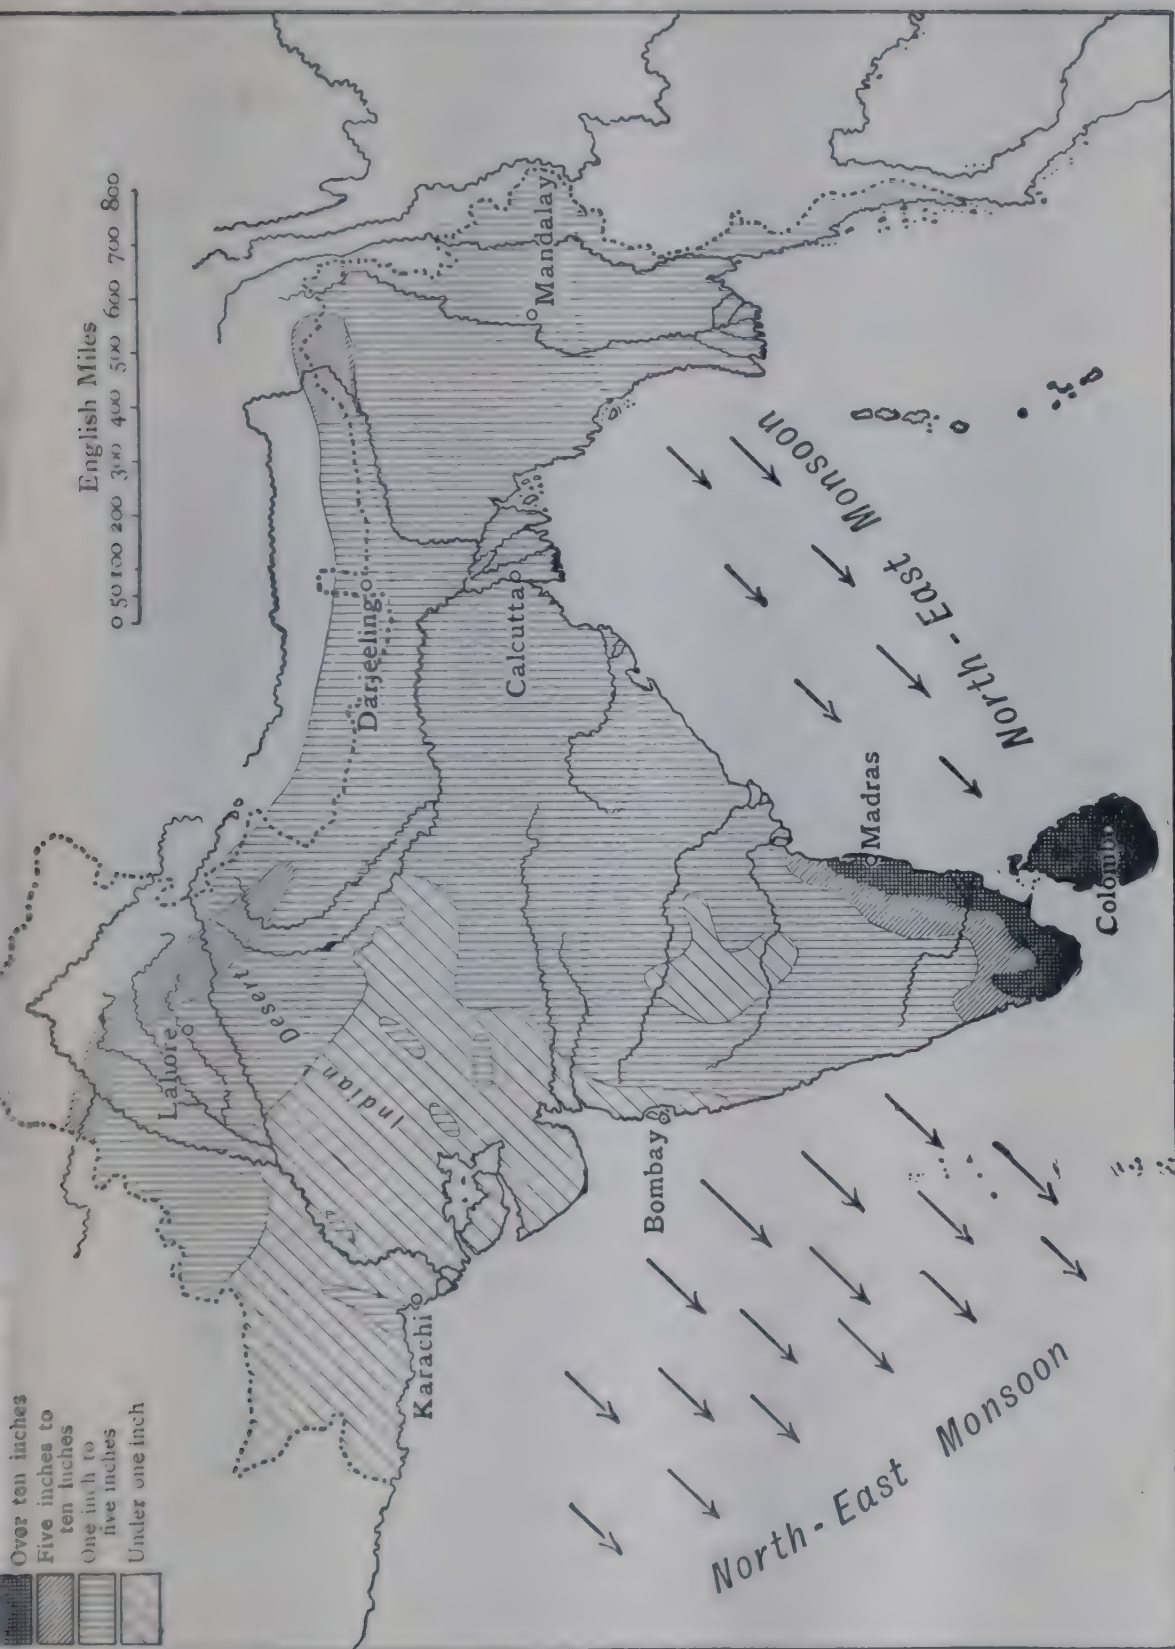 Over ten inches
Five inches to
ten inches
One inch to
five inches
Under one inch
English Miles
0 50 100 200 300 400 500 600 700 800
Lahore
Desert
Indian
Karachi
Darjeeling
Calcutta
Mandalay
Bombay
Madras
Colombo
North-East Monsoon
North-East Monsoon